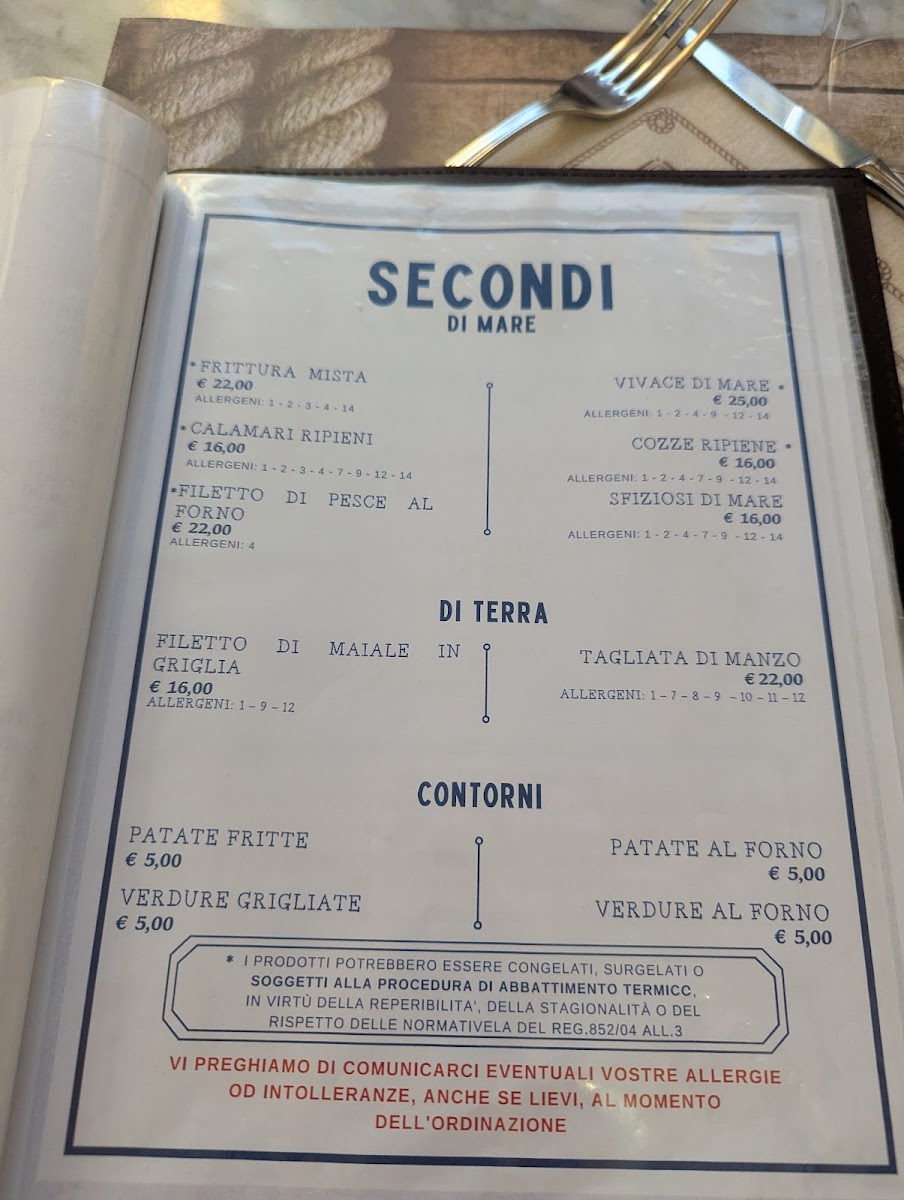 SECONDI
DI MARE
*FRITTURA MISTA
€ 22,00
ALLERGENI: 1 - 2 - 3 - 4 - 14
*CALAMARI RIPIENI
€ 16,00
ALLERGENI: 1 - 2 - 3 - 4 - 7 - 9 - 12 - 14
*FILETTO DI PESCE AL
FORNO
€ 22,00
ALLERGENI: 4
VIVACE DI MARE *
€ 25,00
ALLERGENI: 1 - 2 - 4 - 9 - 12 - 14
COZZE RIPIENE *
€ 16,00
ALLERGENI: 1 - 2 - 4 - 7 - 9 - 12 - 14
SFIZIOSI DI MARE
€ 16,00
ALLERGENI: 1 - 2 - 4 - 7 - 9 - 12 - 14
DI TERRA
FILETTO DI MAIALE IN
GRIGLIA
€ 16,00
ALLERGENI: 1 – 9 – 12
TAGLIATA DI MANZO
€ 22,00
ALLERGENI: 1 – 7 – 8 – 9 – 10 – 11 – 12
CONTORNI
PATATE FRITTE
€ 5,00
VERDURE GRIGLIATE
€ 5,00
PATATE AL FORNO
€ 5,00
VERDURE AL FORNO
€ 5,00
* I PRODOTTI POTREBBERO ESSERE CONGELATI, SURGELATI O
SOGGETTI ALLA PROCEDURA DI ABBATTIMENTO TERMICC,
IN VIRTÙ DELLA REPERIBILITA', DELLA STAGIONALITÀ O DEL
RISPETTO DELLE NORMATIVELA DEL REG.852/04 ALL.3
VI PREGHIAMO DI COMUNICARCI EVENTUALI VOSTRE ALLERGIE
OD INTOLLERANZE, ANCHE SE LIEVI, AL MOMENTO
DELL'ORDINAZIONE